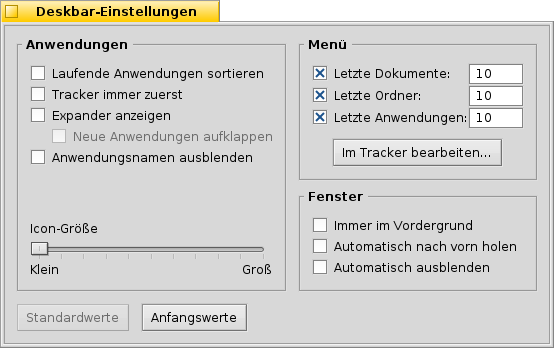 Deskbar-Einstellungen
Anwendungen
Laufende Anwendungen sortieren
Tracker immer zuerst
Expander anzeigen
Neue Anwendungen aufklappen
Anwendungsnamen ausblenden
Icon-Größe
Klein Groß
Menü
Letzte Dokumente: 10
Letzte Ordner: 10
Letzte Anwendungen: 10
Im Tracker bearbeiten...
Fenster
Immer im Vordergrund
Automatisch nach vorn holen
Automatisch ausblenden
Standardwerte Anfangswerte